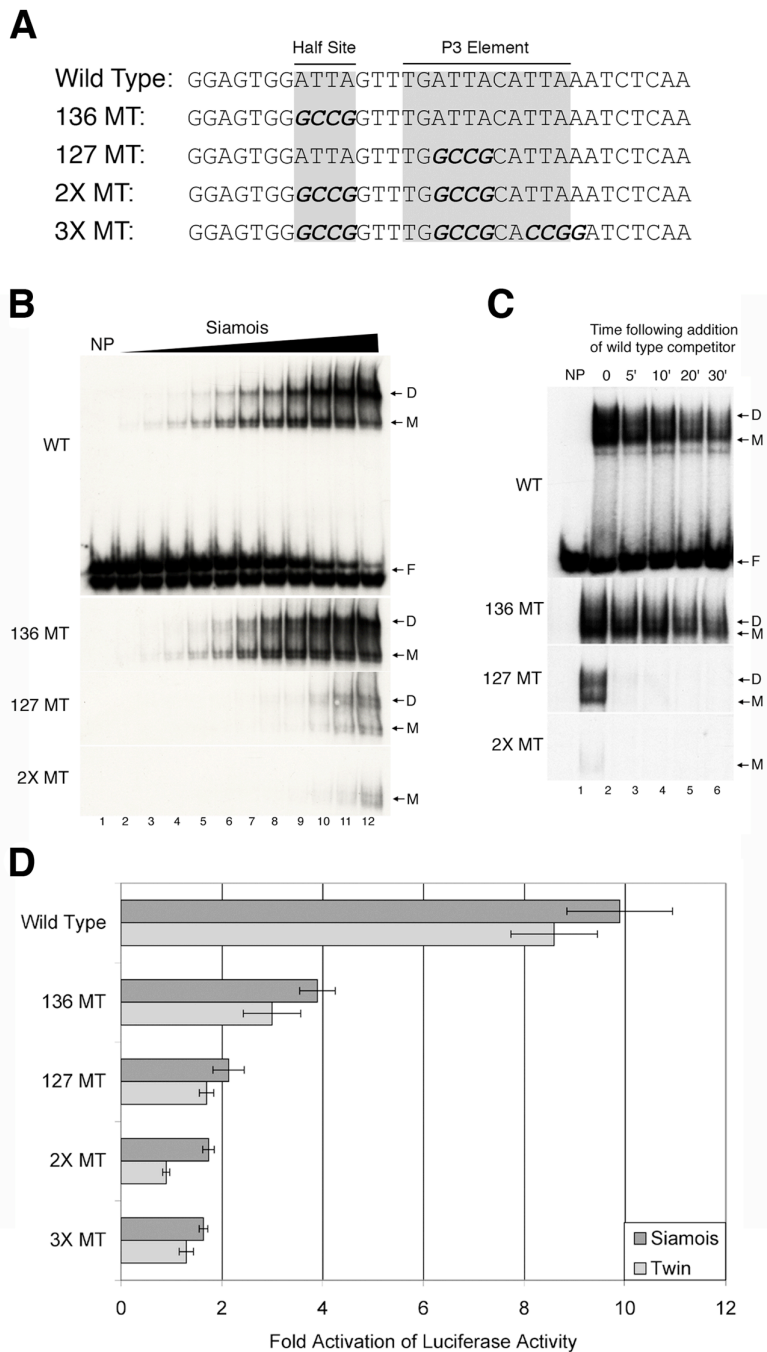 A
Half Site P3 Element
Wild Type: GGAGTGGATTAGTTTGATTACATTAAATCTCAA
136 MT: GGAGTGGGCCGGTTTGATTACATTAAATCTCAA
127 MT: GGAGTGGATTAGTTTGGCCGCATTAAATCTCAA
2X MT: GGAGTGGGCCGGTTTGGCCGCATTAAATCTCAA
3X MT: GGAGTGGGCCGGTTTGGCCGCACCGGATCTCAA
B
Siamois
NP
←D
←M
WT
←F
136 MT
←D
←M
127 MT
←D
←M
2X MT
←M
1 2 3 4 5 6 7 8 9 10 11 12
C
Time following addition
of wild type competitor
NP 0 5' 10' 20' 30'
←D
←M
WT
←F
136 MT
←D
←M
127 MT
←D
←M
2X MT
←M
1 2 3 4 5 6
D
Wild Type
136 MT
127 MT
2X MT
3X MT
Siamois
Twin
0 2 4 6 8 10 12
Fold Activation of Luciferase Activity